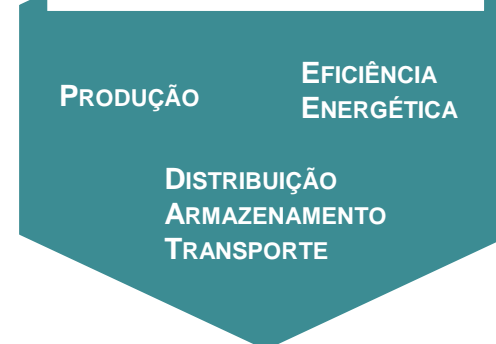 PRODUÇÃO
EFICIÊNCIA
ENERGÉTICA
DISTRIBUIÇÃO
ARMAZENAMENTO
TRANSPORTE